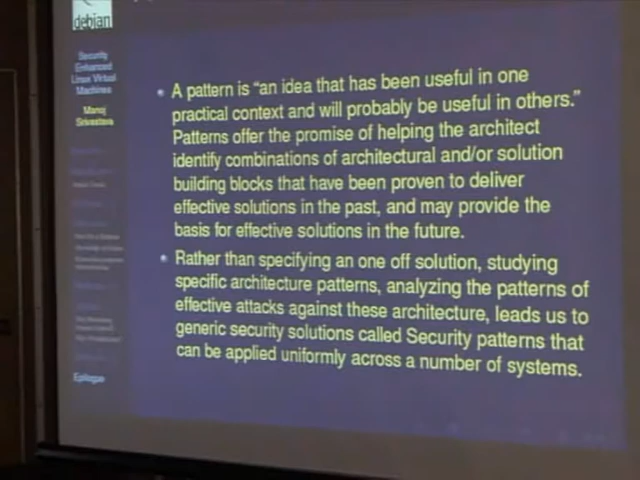 debian
Security
Enhanced
Linux Virtual
Machines
Manoj
Srivastava
Epilogue
A pattern is “an idea that has been useful in one
practical context and will probably be useful in others.”
Patterns offer the promise of helping the architect
identify combinations of architectural and/or solution
building blocks that have been proven to deliver
effective solutions in the past, and may provide the
basis for effective solutions in the future.
Rather than specifying an one off solution, studying
specific architecture patterns, analyzing the patterns of
effective attacks against these architecture, leads us to
generic security solutions called Security patterns that
can be applied uniformly across a number of systems.